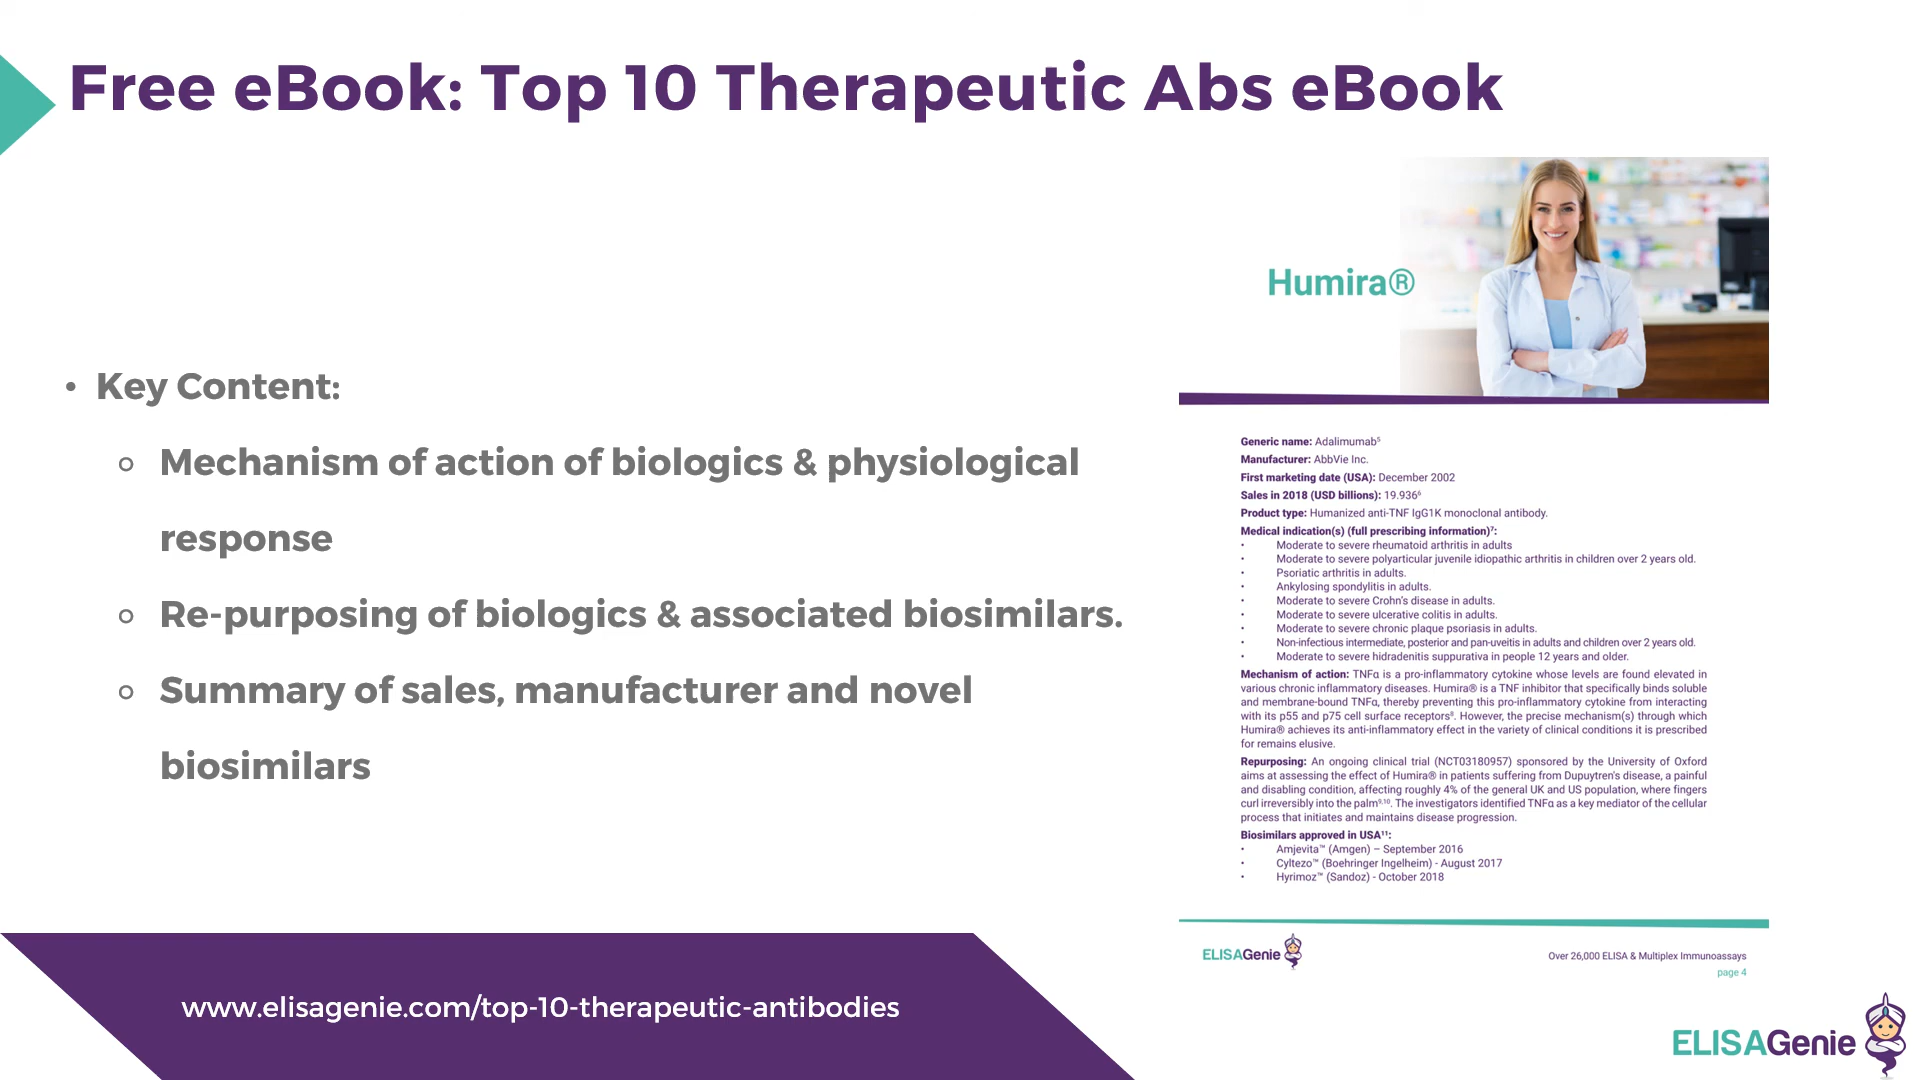 Free eBook: Top 10 Therapeutic Abs eBook
• Key Content:
○ Mechanism of action of biologics & physiological
response
○ Re-purposing of biologics & associated biosimilars.
○ Summary of sales, manufacturer and novel
biosimilars
www.elisagenie.com/top-10-therapeutic-antibodies
Humira®
Generic name: Adalimumab⁵
Manufacturer: AbbVie Inc.
First marketing date (USA): December 2002
Sales in 2018 (USD billions): 19.936⁶
Product type: Humanized anti-TNF IgG1K monoclonal antibody.
Medical indication(s) (full prescribing information)⁷:
• Moderate to severe rheumatoid arthritis in adults
• Moderate to severe polyarticular juvenile idiopathic arthritis in children over 2 years old.
• Psoriatic arthritis in adults.
• Ankylosing spondylitis in adults.
• Moderate to severe Crohn's disease in adults.
• Moderate to severe ulcerative colitis in adults.
• Moderate to severe chronic plaque psoriasis in adults.
• Non-infectious intermediate, posterior and pan-uveitis in adults and children over 2 years old.
• Moderate to severe hidradenitis suppurativa in people 12 years and older.
Mechanism of action: TNFα is a pro-inflammatory cytokine whose levels are found elevated in
various chronic inflammatory diseases. Humira® is a TNF inhibitor that specifically binds soluble
and membrane-bound TNFα, thereby preventing this pro-inflammatory cytokine from interacting
with its p55 and p75 cell surface receptors⁸. However, the precise mechanism(s) through which
Humira® achieves its anti-inflammatory effect in the variety of clinical conditions it is prescribed
for remains elusive.
Repurposing: An ongoing clinical trial (NCT03180957) sponsored by the University of Oxford
aims at assessing the effect of Humira® in patients suffering from Dupuytren's disease, a painful
and disabling condition, affecting roughly 4% of the general UK and US population, where fingers
curl irreversibly into the palm⁹,¹⁰. The investigators identified TNFα as a key mediator of the cellular
process that initiates and maintains disease progression.
Biosimilars approved in USA¹¹:
• Amjevita™ (Amgen) – September 2016
• Cyltezo™ (Boehringer Ingelheim) - August 2017
• Hyrimoz™ (Sandoz) - October 2018
ELISAGenie
Over 26,000 ELISA & Multiplex Immunoassays
page 4
ELISAGenie